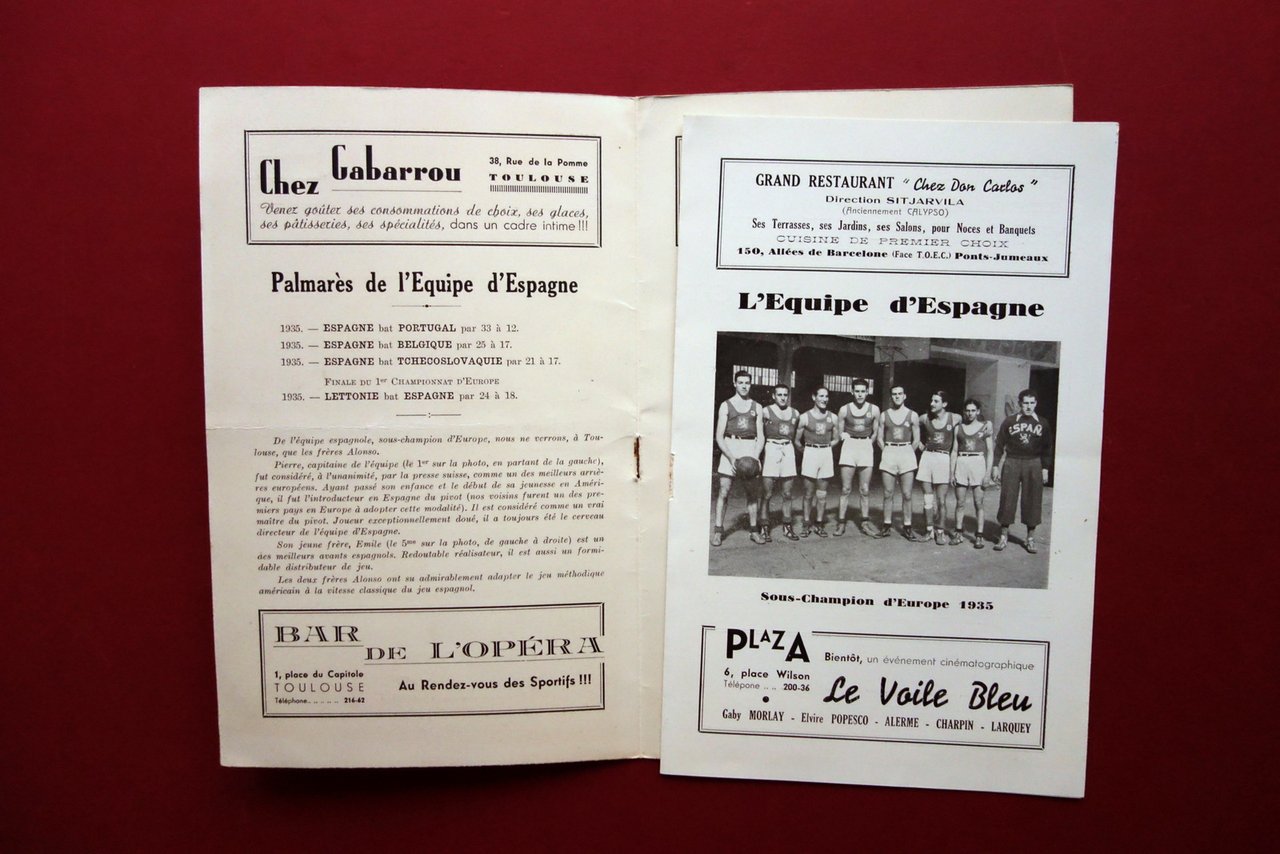 Chez Gabarrou
38, Rue de la Pomme
TOULOUSE
Venez goûter ses consommations de choix, ses glaces,
ses pâtisseries, ses spécialités, dans un cadre intime !!!
Palmarès de l'Equipe d'Espagne
1935. — ESPAGNE bat PORTUGAL par 33 à 12.
1935. — ESPAGNE bat BELGIQUE par 25 à 17.
1935. — ESPAGNE bat TCHECOSLOVAQUIE par 21 à 17.
FINALE DU 1er CHAMPIONNAT D'EUROPE
1935. — LETTONIE bat ESPAGNE par 24 à 18.
De l'équipe espagnole, sous-champion d'Europe, nous ne verrons, à Tou-
louse, que les frères Alonso.
Pierre, capitaine de l'équipe (le 1er sur la photo, en partant de la gauche),
fut considéré, à l'unanimité, par la presse suisse, comme un des meilleurs arriè-
res européens. Ayant passé son enfance et le début de sa jeunesse en Améri-
que, il fut l'introducteur en Espagne du pivot (nos voisins furent un des pre-
miers pays en Europe à adopter cette modalité). Il est considéré comme un vrai
maître du pivot. Joueur exceptionnellement doué, il a toujours été le cerveau
directeur de l'équipe d'Espagne.
Son jeune frère, Emile (le 5me sur la photo, de gauche à droite) est un
des meilleurs avants espagnols. Redoutable réalisateur, il est aussi un formi-
dable distributeur de jeu.
Les deux frères Alonso ont su admirablement adapter le jeu méthodique
américain à la vitesse classique du jeu espagnol.
BAR
DE L'OPÉRA
1, place du Capitole
TOULOUSE
Téléphone.. .. .. .. 216-62
Au Rendez-vous des Sportifs !!!
GRAND RESTAURANT "Chez Don Carlos"
Direction SITJARVILA
(Anciennement CALYPSO)
Ses Terrasses, ses Jardins, ses Salons, pour Noces et Banquets
CUISINE DE PREMIER CHOIX
150, Allées de Barcelone (Face T.O.E.C.) Ponts-Jumeaux
L'Equipe d'Espagne
ESPAÑ
Sous-Champion d'Europe 1935
PLAZA
6, place Wilson
Télépone .. .. 200-36
Bientôt, un événement cinématographique
Le Voile Bleu
Gaby MORLAY - Elvire POPESCO - ALERME - CHARPIN - LARQUEY